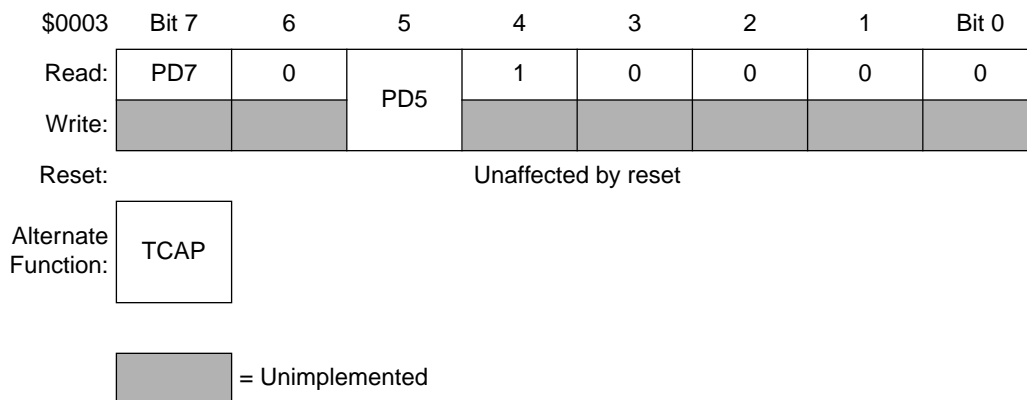 $0003 Bit 7 6 5 4 3 2 1 Bit 0
Read: PD7 0 PD5 1 0 0 0 0
Write:
Reset: Unaffected by reset
Alternate
Function: TCAP
= Unimplemented